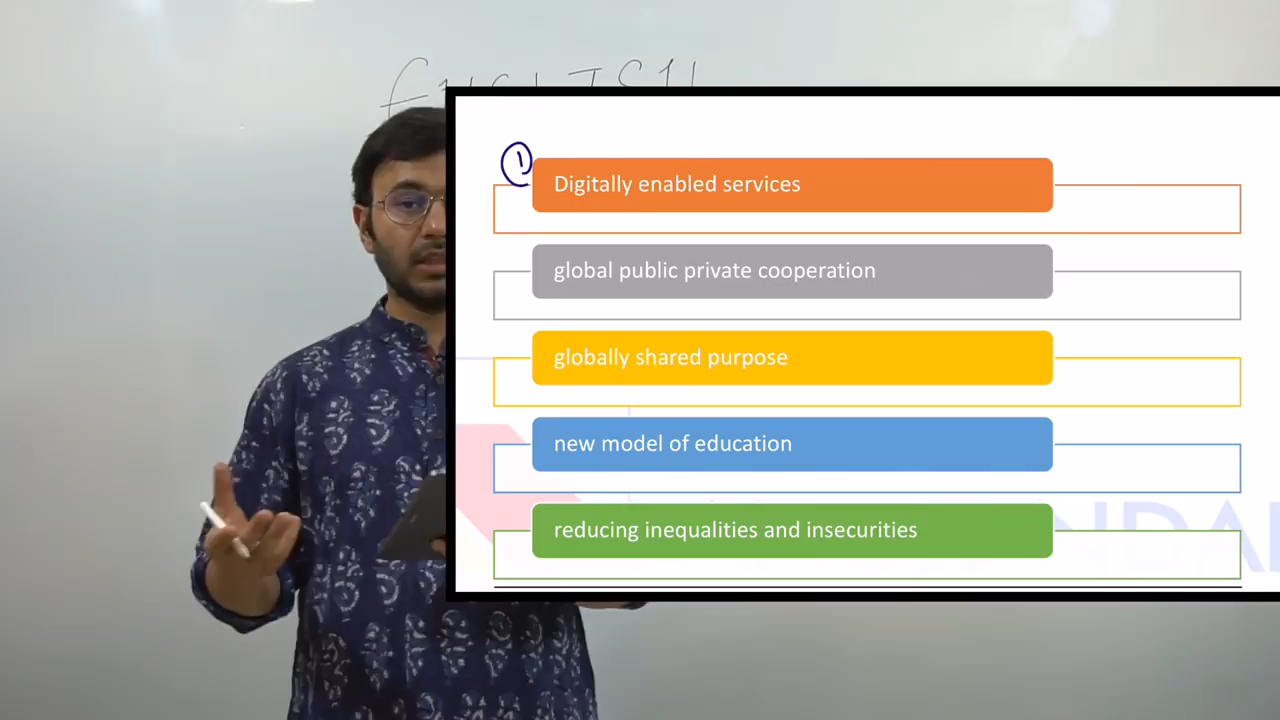 ENGLISH
1
Digitally enabled services
global public private cooperation
globally shared purpose
new model of education
reducing inequalities and insecurities